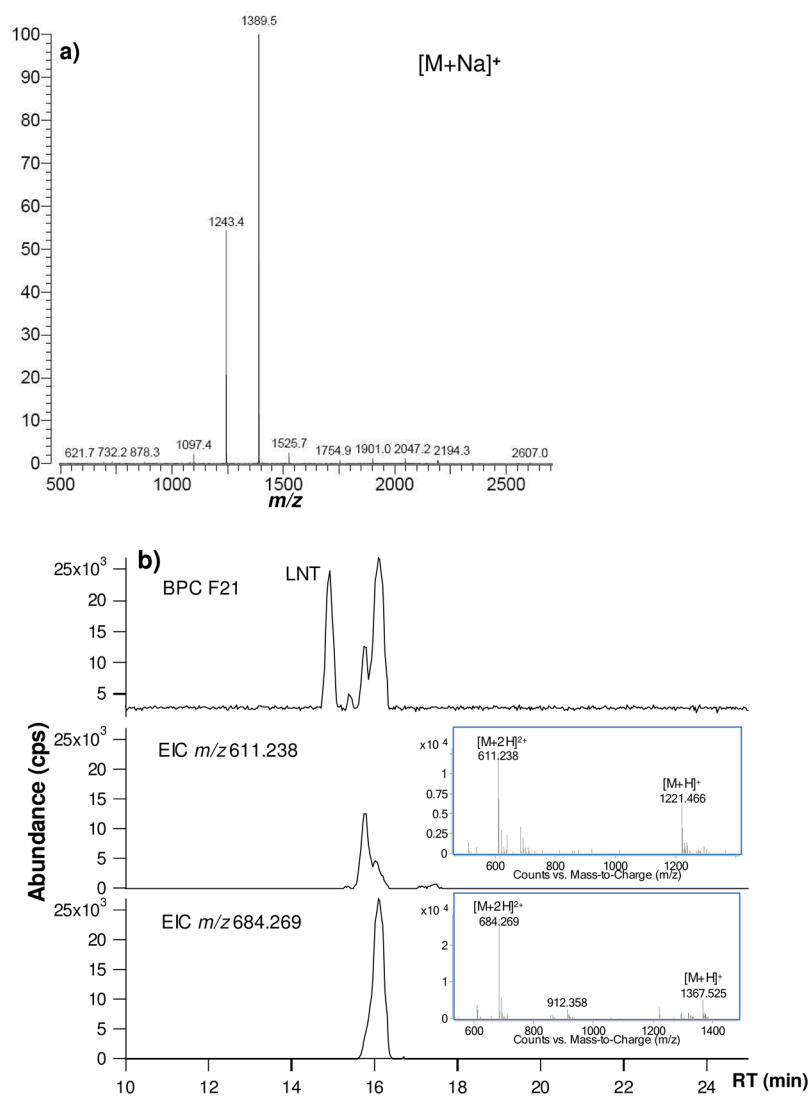 a)
[M+Na]+
100
90
80
70
60
50
40
30
20
10
0
1389.5
1243.4
621.7 732.2 878.3 1097.4 1525.7 1754.9 1901.0 2047.2 2194.3 2607.0
500 1000 1500 2000 2500
m/z
b)
Abundance (cps)
25x10³
20
15
10
5
BPC F21
LNT
25x10³
20
15
10
5
0
EIC m/z 611.238
x10 4
1
0.75
0.5
0.25
0
[M+2H]2+
611.238
[M+H]+
1221.466
600 800 1000 1200
Counts vs. Mass-to-Charge (m/z)
25x10³
20
15
10
5
0
EIC m/z 684.269
x10 4
2
1
0
[M+2H]2+
684.269
912.358
[M+H]+
1367.525
600 800 1000 1200 1400
Counts vs. Mass-to-Charge (m/z)
10 12 14 16 18 20 22 24 RT (min)